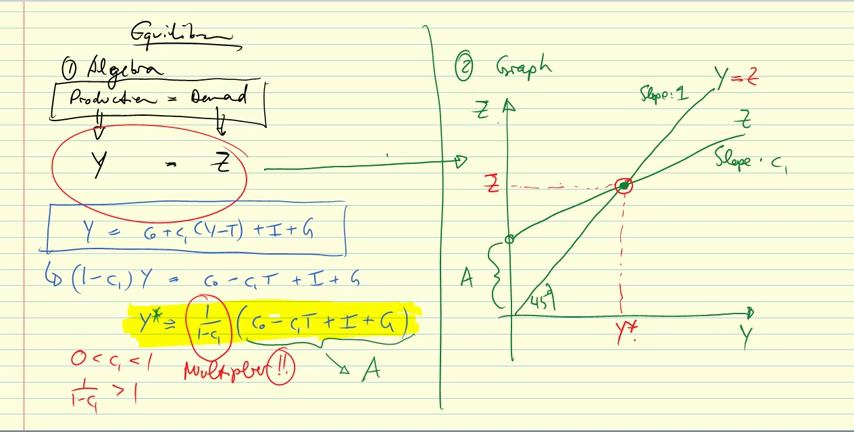 Equilibrium
① Algebra
Production = Demand
Y = Z
Y = c0+c1(Y-T)+I+G
↳ (1-c1)Y = c0-c1T+I+G
Y* = 1/(1-c1) (c0-c1T+I+G)
0<c1<1
Multiplier!!
A
1/(1-c1) > 1
② Graph
Z
Slope: 1
Y=Z
Z
Slope: c1
Z
A
45°
Y*
Y